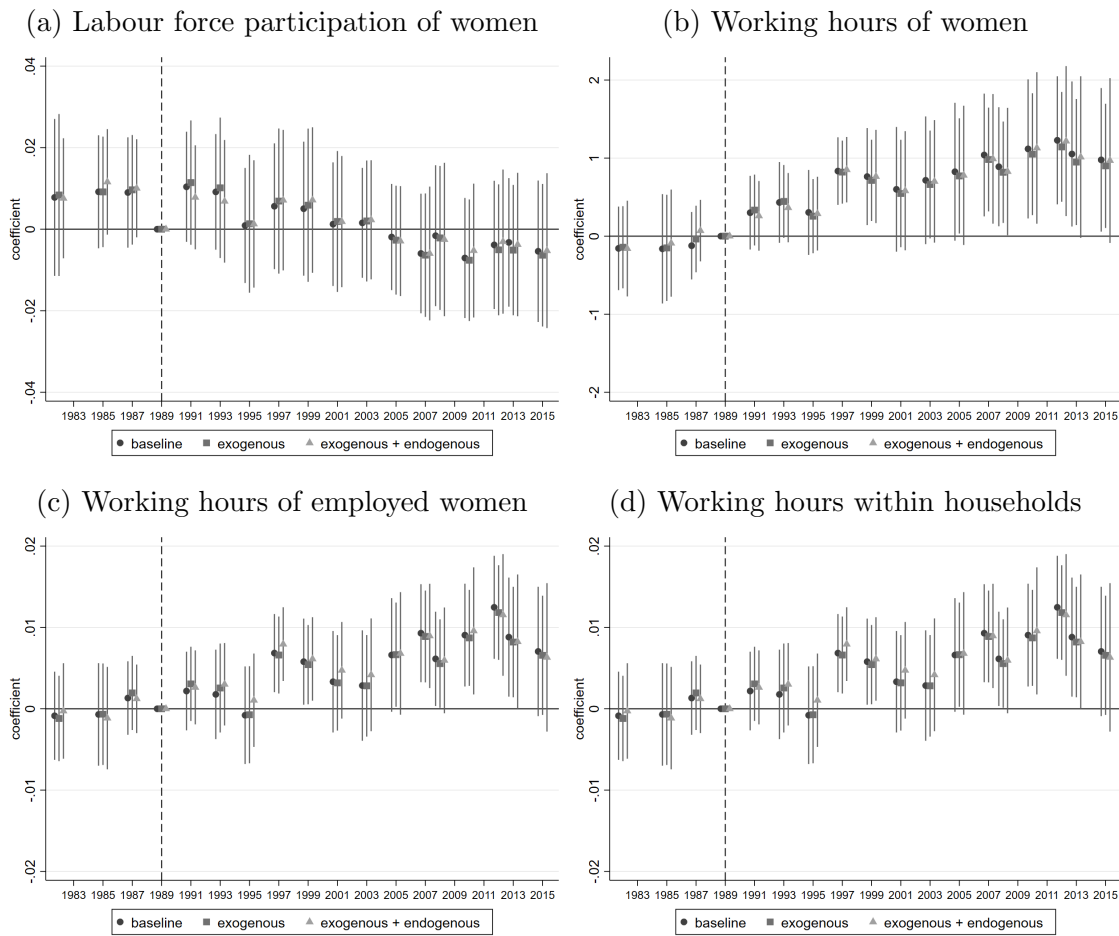 (a) Labour force participation of women
.04
.02
0
-.02
-.04
coefficient
1983 1985 1987 1989 1991 1993 1995 1997 1999 2001 2003 2005 2007 2009 2011 2013 2015
baseline exogenous exogenous + endogenous
(b) Working hours of women
2
1
0
-1
-2
coefficient
1983 1985 1987 1989 1991 1993 1995 1997 1999 2001 2003 2005 2007 2009 2011 2013 2015
baseline exogenous exogenous + endogenous
(c) Working hours of employed women
.02
.01
0
-.01
-.02
coefficient
1983 1985 1987 1989 1991 1993 1995 1997 1999 2001 2003 2005 2007 2009 2011 2013 2015
baseline exogenous exogenous + endogenous
(d) Working hours within households
.02
.01
0
-.01
-.02
coefficient
1983 1985 1987 1989 1991 1993 1995 1997 1999 2001 2003 2005 2007 2009 2011 2013 2015
baseline exogenous exogenous + endogenous